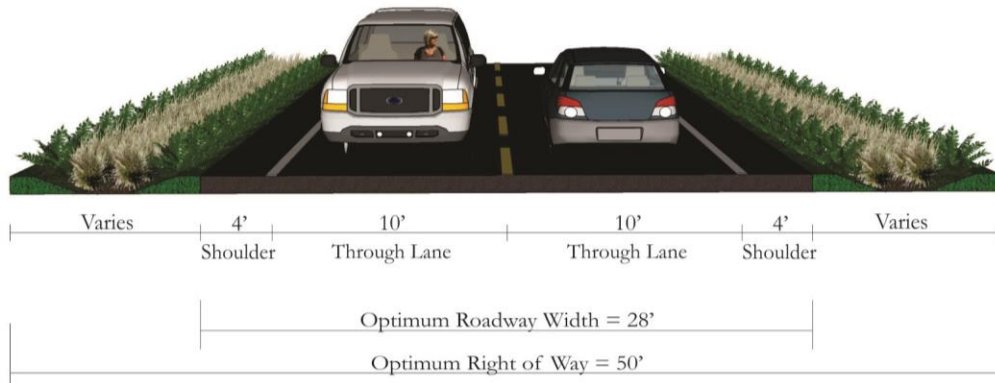 Varies 4’ 10’ 10’ 4’ Varies
Shoulder Through Lane Through Lane Shoulder
Optimum Roadway Width = 28’
Optimum Right of Way = 50’